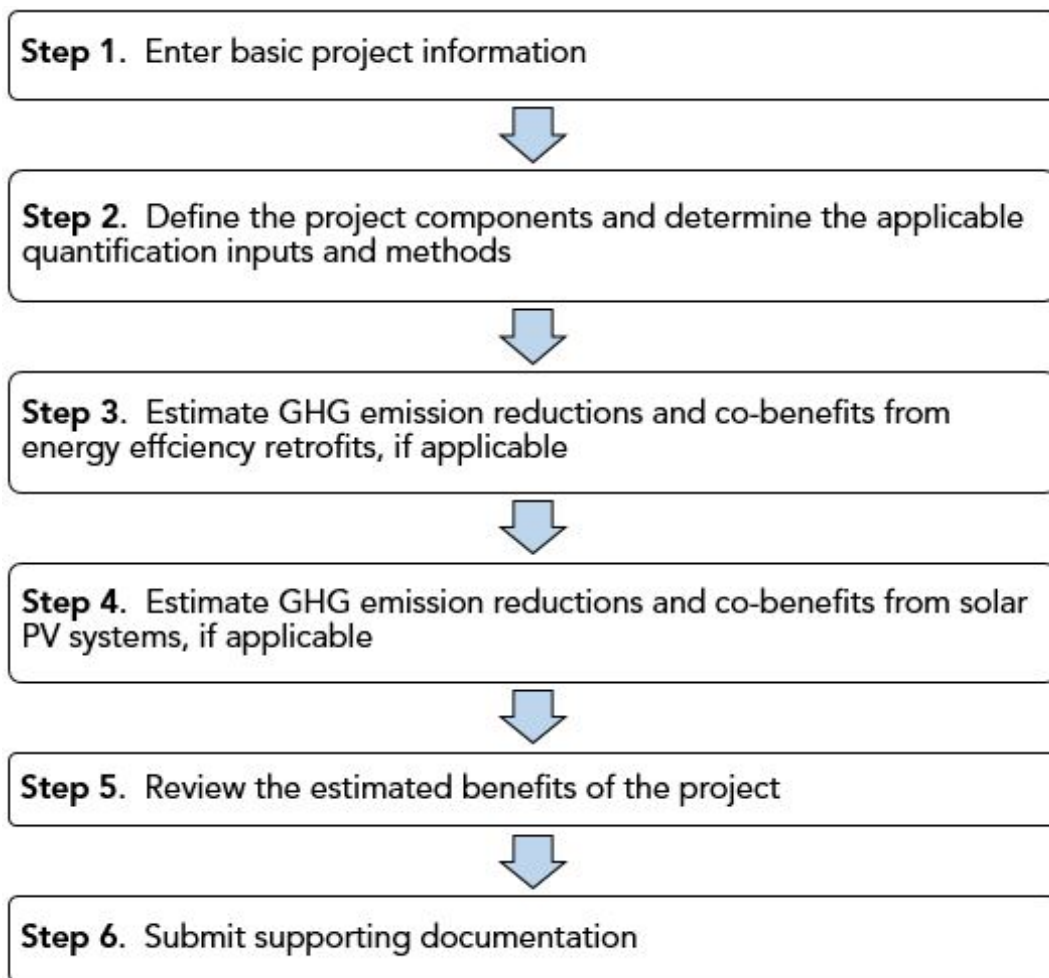 Step 1.  Enter basic project information
Step 2.  Define the project components and determine the applicable
quantification inputs and methods
Step 3.  Estimate GHG emission reductions and co-benefits from
energy effciency retrofits, if applicable
Step 4.  Estimate GHG emission reductions and co-benefits from solar
PV systems, if applicable
Step 5.  Review the estimated benefits of the project
Step 6.  Submit supporting documentation